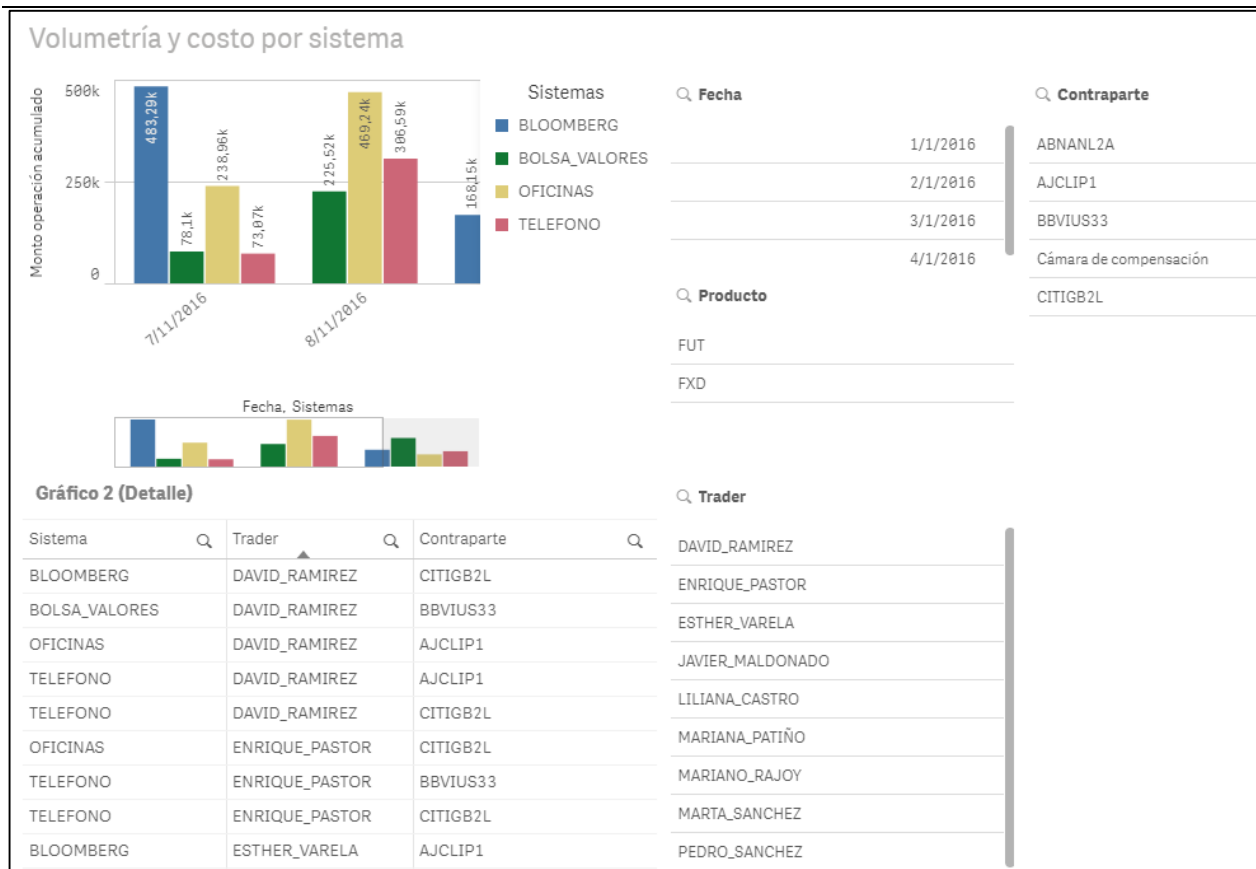 Volumetría y costo por sistema
Monto operación acumulado
500k
250k
0
483,29k
78,1k
238,96k
73,07k
225,52k
469,24k
306,59k
168,15k
7/11/2016
8/11/2016
Fecha, Sistemas
Sistemas
BLOOMBERG
BOLSA_VALORES
OFICINAS
TELEFONO
Fecha
1/1/2016
2/1/2016
3/1/2016
4/1/2016
Producto
FUT
FXD
Contraparte
ABNANL2A
AJCLIP1
BBVIUS33
Cámara de compensación
CITIGB2L
Gráfico 2 (Detalle)
Sistema Trader Contraparte
BLOOMBERG DAVID_RAMIREZ CITIGB2L
BOLSA_VALORES DAVID_RAMIREZ BBVIUS33
OFICINAS DAVID_RAMIREZ AJCLIP1
TELEFONO DAVID_RAMIREZ AJCLIP1
TELEFONO DAVID_RAMIREZ CITIGB2L
OFICINAS ENRIQUE_PASTOR CITIGB2L
TELEFONO ENRIQUE_PASTOR BBVIUS33
TELEFONO ENRIQUE_PASTOR CITIGB2L
BLOOMBERG ESTHER_VARELA AJCLIP1
Trader
DAVID_RAMIREZ
ENRIQUE_PASTOR
ESTHER_VARELA
JAVIER_MALDONADO
LILIANA_CASTRO
MARIANA_PATIÑO
MARIANO_RAJOY
MARTA_SANCHEZ
PEDRO_SANCHEZ